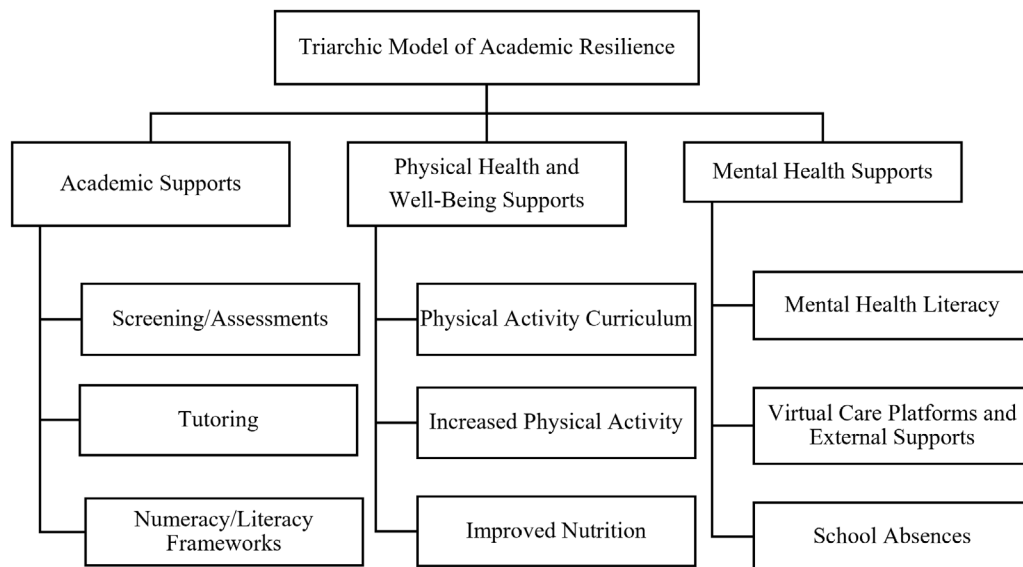 Triarchic Model of Academic Resilience
Academic Supports
Screening/Assessments
Tutoring
Numeracy/Literacy
Frameworks
Physical Health and
Well-Being Supports
Physical Activity Curriculum
Increased Physical Activity
Improved Nutrition
Mental Health Supports
Mental Health Literacy
Virtual Care Platforms and
External Supports
School Absences